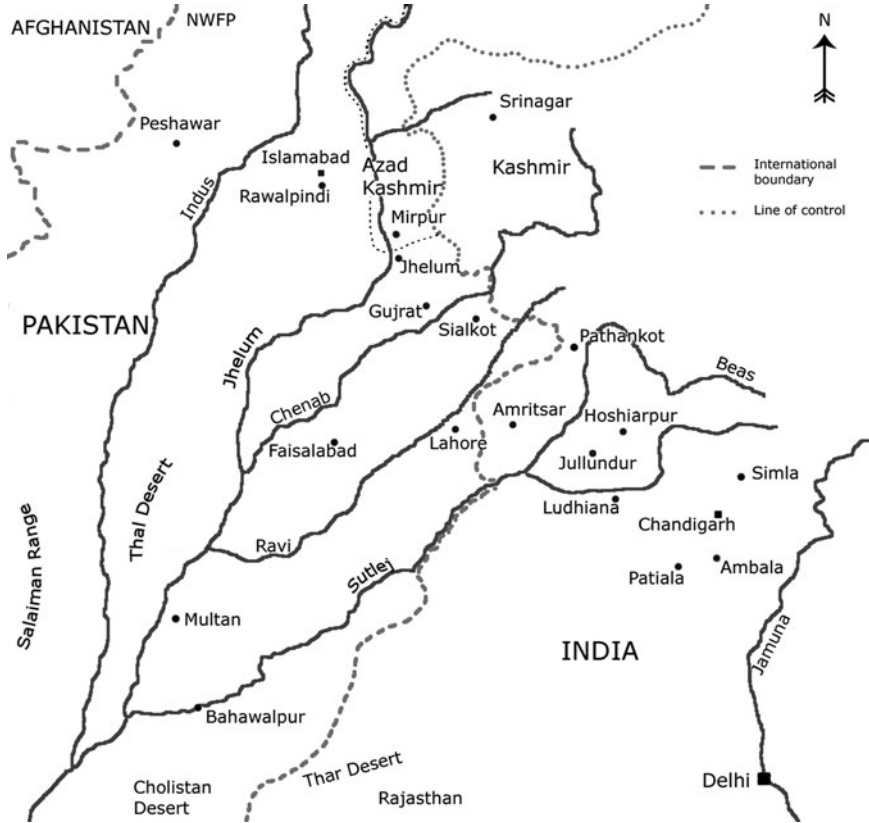 AFGHANISTAN
NWFP
N
Peshawar
Srinagar
Islamabad
Rawalpindi
Azad
Kashmir
Kashmir
International
boundary
Line of control
Indus
Mirpur
Jhelum
PAKISTAN
Gujrat
Sialkot
Pathankot
Jhelum
Beas
Chenab
Amritsar
Hoshiarpur
Faisalabad
Lahore
Jullundur
Simla
Thal Desert
Ludhiana
Chandigarh
Salaiman Range
Ravi
Sutlej
Patiala
Ambala
Multan
INDIA
Jamuna
Bahawalpur
Thar Desert
Delhi
Cholistan
Desert
Rajasthan